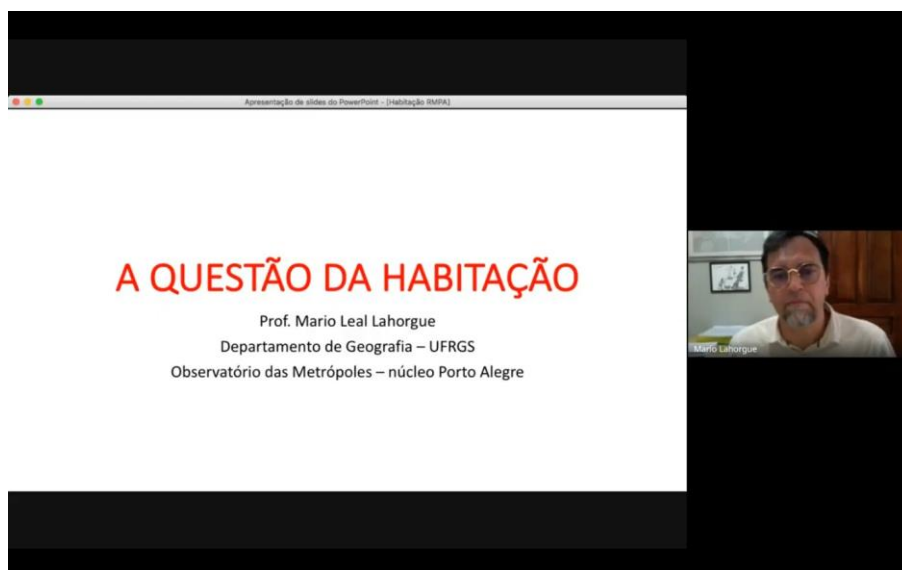 Apresentação de slides do PowerPoint - [Habitação RMPA]
A QUESTÃO DA HABITAÇÃO
Prof. Mario Leal Lahorgue
Departamento de Geografia – UFRGS
Observatório das Metrópoles – núcleo Porto Alegre
Mario Lahorgue